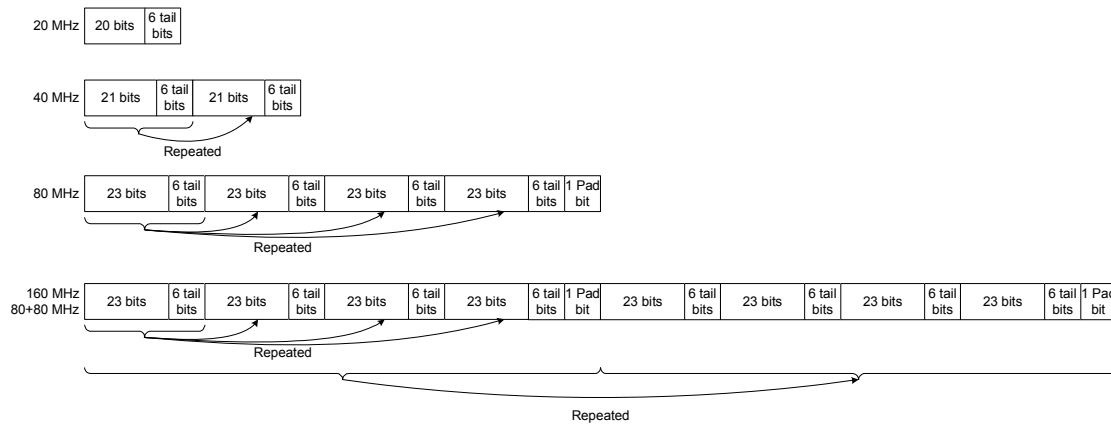 20 MHz
20 bits
6 tail
bits
40 MHz
21 bits
6 tail
bits
21 bits
6 tail
bits
Repeated
80 MHz
23 bits
6 tail
bits
23 bits
6 tail
bits
23 bits
6 tail
bits
23 bits
6 tail
bits
1 Pad
bit
Repeated
160 MHz
80+80 MHz
23 bits
6 tail
bits
23 bits
6 tail
bits
23 bits
6 tail
bits
23 bits
6 tail
bits
1 Pad
bit
23 bits
6 tail
bits
23 bits
6 tail
bits
23 bits
6 tail
bits
23 bits
6 tail
bits
1 Pad
bit
Repeated
Repeated